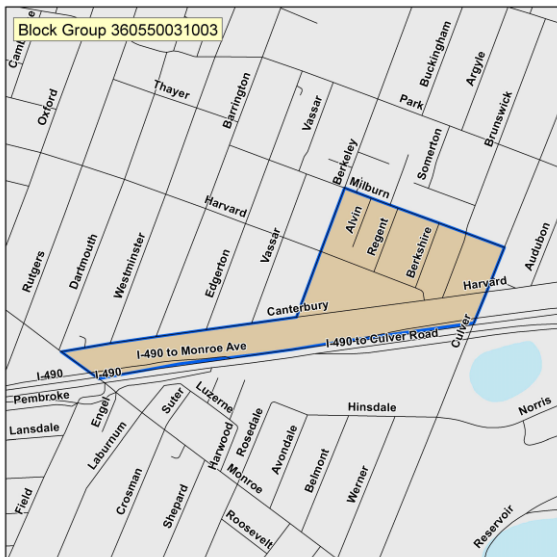 Block Group 360550031003
Oxford
Thayer
Barrington
Vassar
Park
Buckingham
Argyle
Brunswick
Somerton
Berkeley
Milburn
Alvin
Regent
Berkshire
Harvard
Rutgers
Dartmouth
Westminster
Edgerton
Vassar
Canterbury
Harvard
Audubon
Culver
I-490 to Monroe Ave
I-490 to Culver Road
I-490
I-490
Pembroke
Lansdale
Engel
Laburnum
Suter
Luzerne
Harwood
Rosedale
Avondale
Belmont
Werner
Hinsdale
Norris
Field
Crosman
Shepard
Monroe
Roosevelt
Reservoir